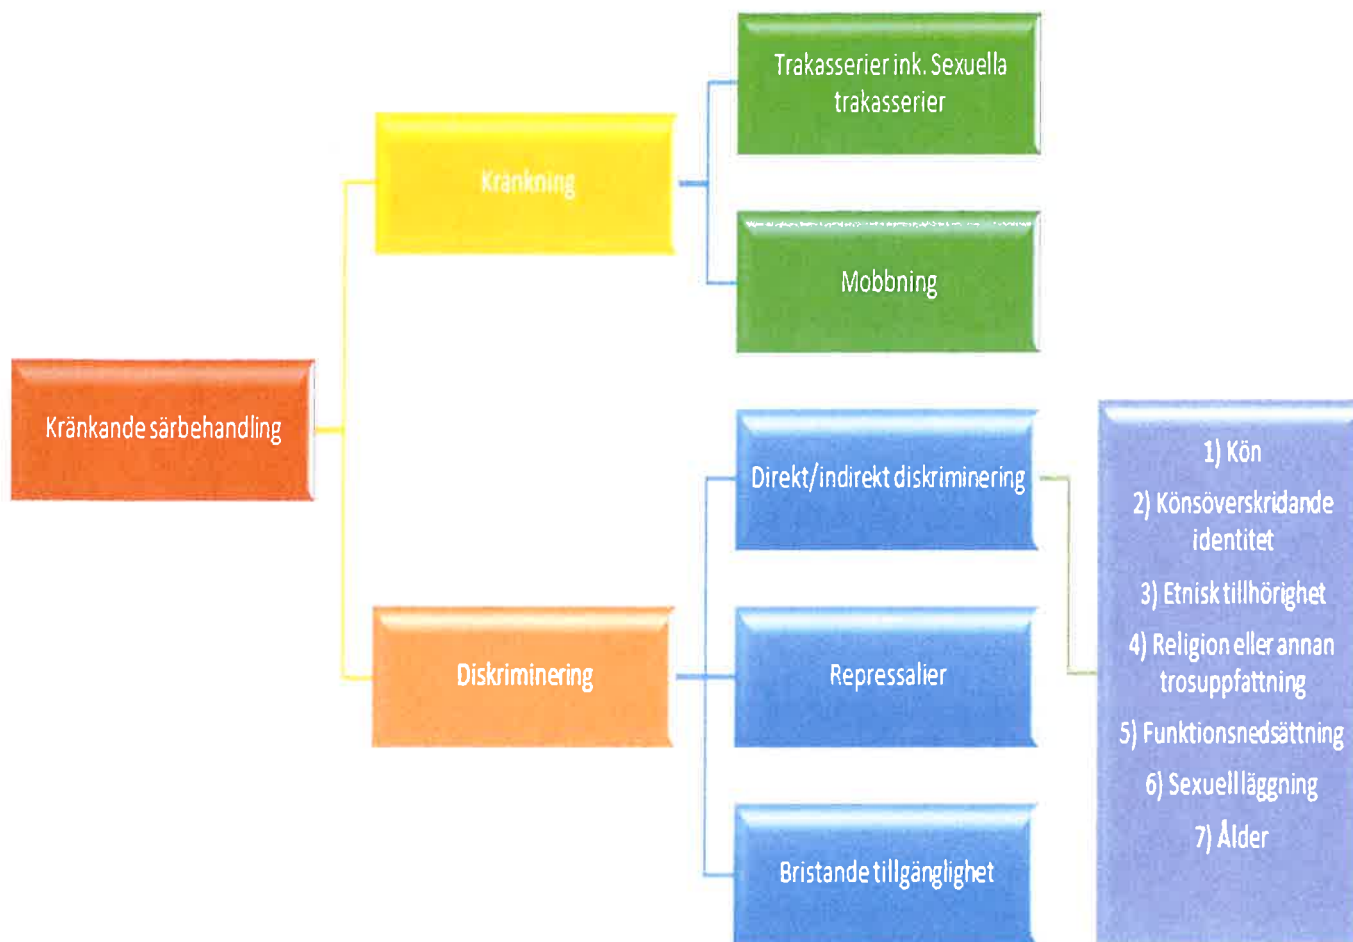 Trakasserier ink. Sexuella
trakasserier
Kränkning
Mobbning
Kränkande särbehandling
Direkt/indirekt diskriminering
1) Kön
2) Könsöverskridande
identitet
3) Etnisk tillhörighet
4) Religion eller annan
trosuppfattning
5) Funktionsnedsättning
6) Sexuell läggning
7) Ålder
Diskriminering
Repressalier
Bristande tillgänglighet